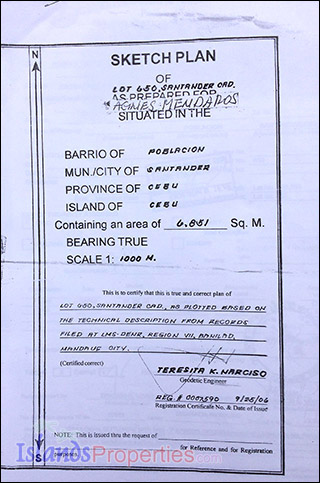 N
SKETCH PLAN
OF
LOT 650, SANTANDER CAD.
AS PREPARED FOR
AGNES MENDAROS
SITUATED IN THE
BARRIO OF POBLACION
MUN./CITY OF SANTANDER
PROVINCE OF CEBU
ISLAND OF CEBU
Containing an area of 6,851 Sq. M.
BEARING TRUE
SCALE 1: 1000 M.
This is to certify that this is true and correct plan of
LOT 650, SANTANDER CAD., AS PLOTTED BASED ON
THE TECHNICAL DESCRIPTION FROM RECORDS
FILED AT LMS-DENR, REGION VII, BANILAD,
MANDAUE CITY.
(Certified correct)
TERESITA K. NARCISO
Geodetic Engineer
REG # 0007590 9/25/06
Registration Certificate No. & Date of Issue
NOTE: This is issued thru the request of
for Reference and for Registration
S
IslandsProperties.com